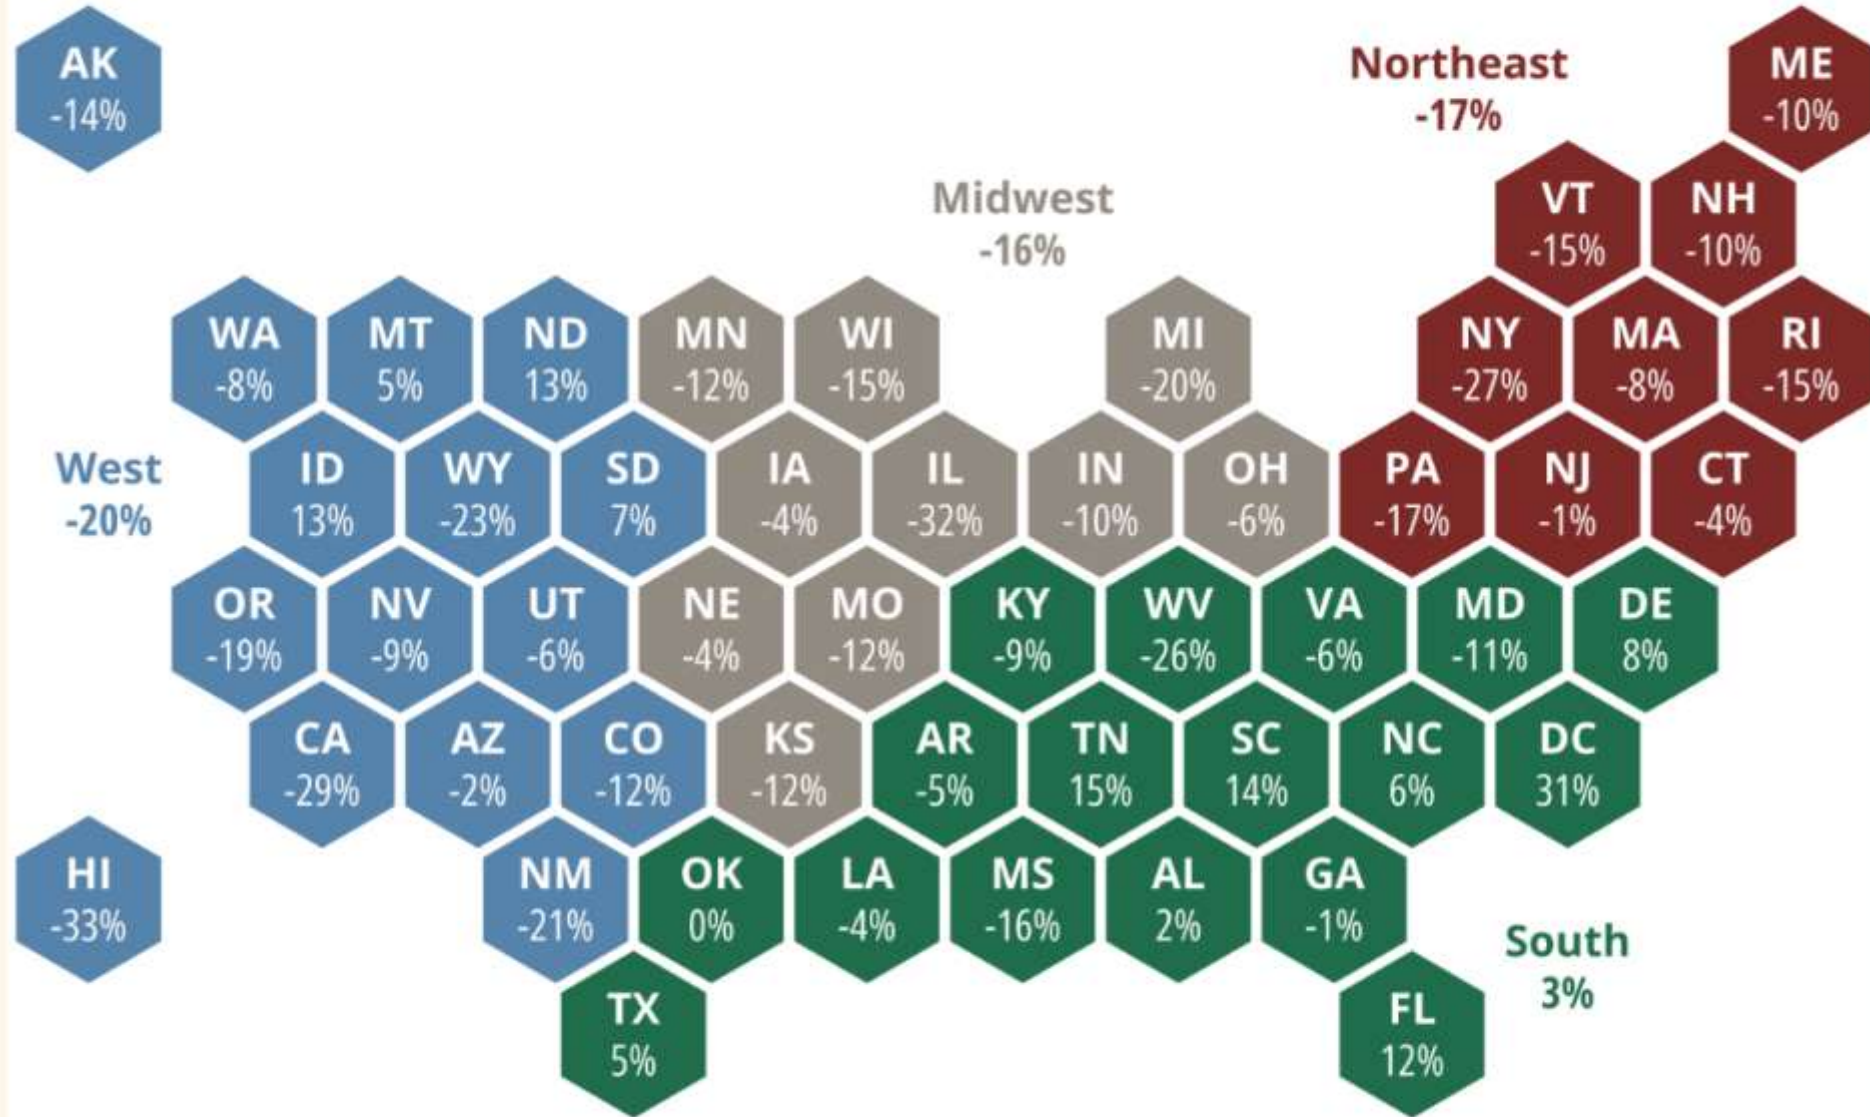 AK
-14%
Northeast
-17%
ME
-10%
Midwest
-16%
VT
-15%
NH
-10%
WA
-8%
MT
5%
ND
13%
MN
-12%
WI
-15%
MI
-20%
NY
-27%
MA
-8%
RI
-15%
West
-20%
ID
13%
WY
-23%
SD
7%
IA
-4%
IL
-32%
IN
-10%
OH
-6%
PA
-17%
NJ
-1%
CT
-4%
OR
-19%
NV
-9%
UT
-6%
NE
-4%
MO
-12%
KY
-9%
WV
-26%
VA
-6%
MD
-11%
DE
8%
CA
-29%
AZ
-2%
CO
-12%
KS
-12%
AR
-5%
TN
15%
SC
14%
NC
6%
DC
31%
HI
-33%
NM
-21%
OK
0%
LA
-4%
MS
-16%
AL
2%
GA
-1%
South
3%
TX
5%
FL
12%